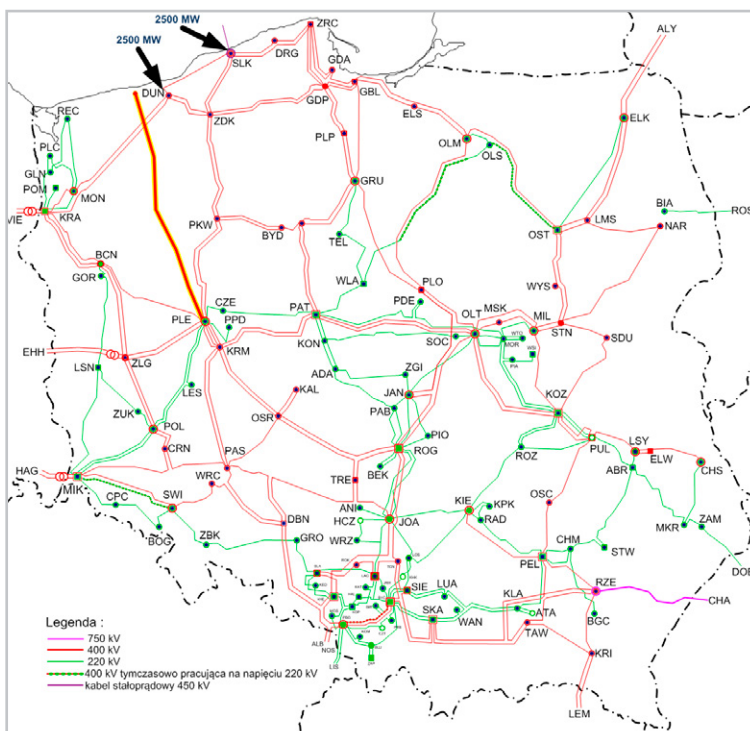 2500 MW
2500 MW
ZRC
SLK
DRG
GDA
ALY
DUN
GDP
GBL
REC
ZDK
ELS
ELK
PLC
PLP
OLM
OLS
GLN
POM
MON
GRU
BIA
ROS
VIE
KRA
LMS
NAR
PKW
BYD
TEL
OST
BCN
GOR
WLA
WYS
PLO
CZE
PAT
PDE
OLT
MSK
MIL
PLE
PPD
STN
SDU
EHH
ZLG
KRM
KON
SOC
WTO
MOR
LSN
ADA
ZGI
LES
KAL
JAN
KOZ
ZUK
OSR
PAB
POL
PIO
PUL
LSY
CRN
ROG
ROZ
ELW
HAG
PAS
BEK
ABR
CHS
MIK
WRC
TRE
OSC
SWI
ANI
KIE
KPK
CPC
DBN
HCZ
JOA
RAD
MKR
ZAM
BOG
ZBK
GRO
WRZ
CHM
STW
PEL
DOB
SIE
LUA
KLA
RZE
CHA
SKA
WAN
ATA
BGC
TAW
ALB
NOS
LIS
KRI
LEM
Legenda :
750 kV
400 kV
220 kV
400 kV tymczasowo pracująca na napięciu 220 kV
kabel stałoprądowy 450 kV